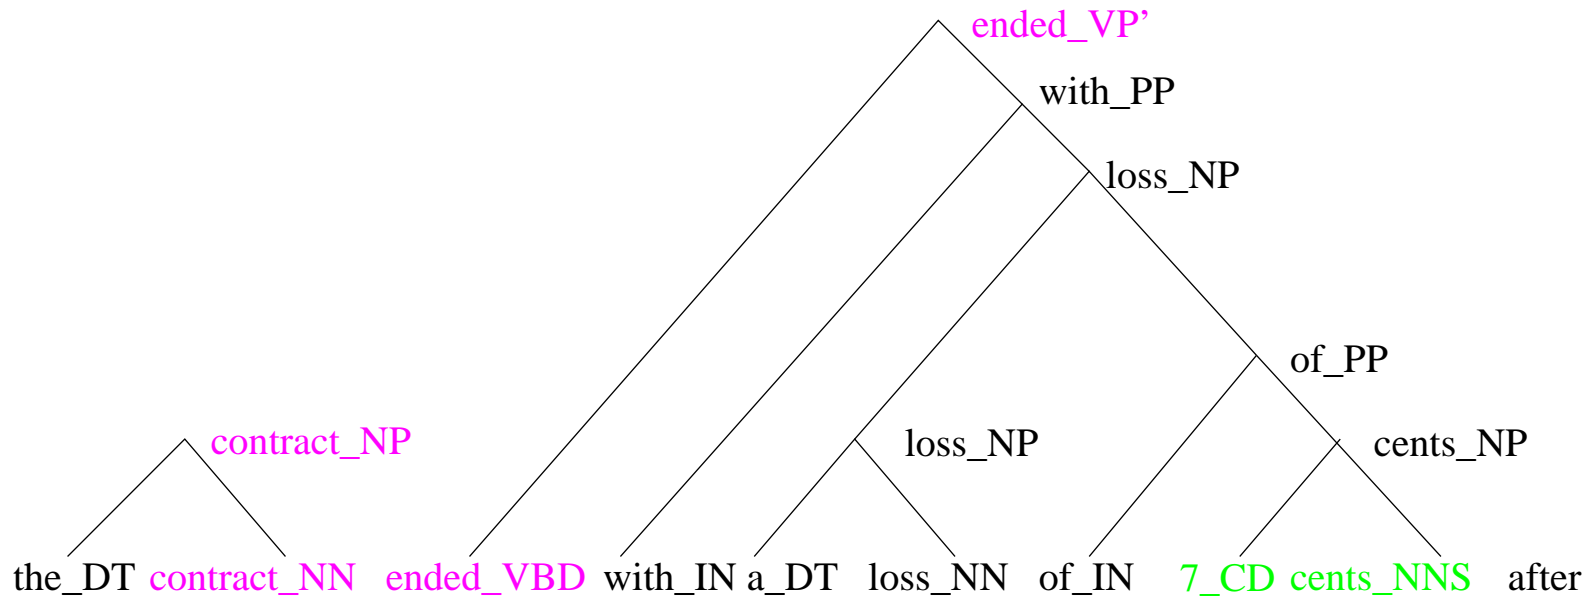 ended_VP’
with_PP
loss_NP
of_PP
contract_NP loss_NP cents_NP
the_DT contract_NN ended_VBD with_IN a_DT loss_NN of_IN 7_CD cents_NNS after